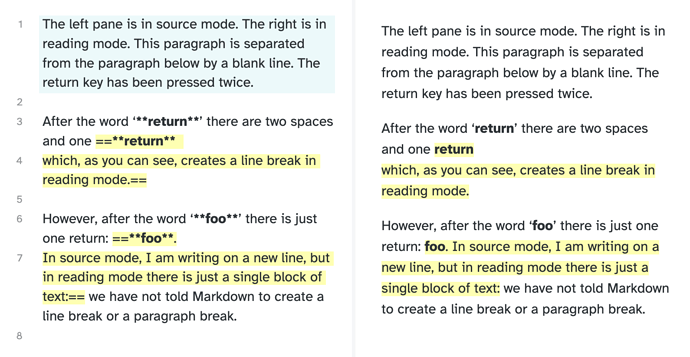 1 The left pane is in source mode. The right is in
reading mode. This paragraph is separated
from the paragraph below by a blank line. The
return key has been pressed twice.
2
3 After the word ‘**return**’ there are two spaces
and one ==**return**
4 which, as you can see, creates a line break in
reading mode.==
5
6 However, after the word ‘**foo**’ there is just
one return: ==**foo**.
7 In source mode, I am writing on a new line, but
in reading mode there is just a single block of
text:== we have not told Markdown to create a
line break or a paragraph break.
8
The left pane is in source mode. The right is in
reading mode. This paragraph is separated
from the paragraph below by a blank line. The
return key has been pressed twice.
After the word ‘return’ there are two spaces
and one return
which, as you can see, creates a line break in
reading mode.
However, after the word ‘foo’ there is just one
return: foo. In source mode, I am writing on a
new line, but in reading mode there is just a
single block of text: we have not told Markdown
to create a line break or a paragraph break.